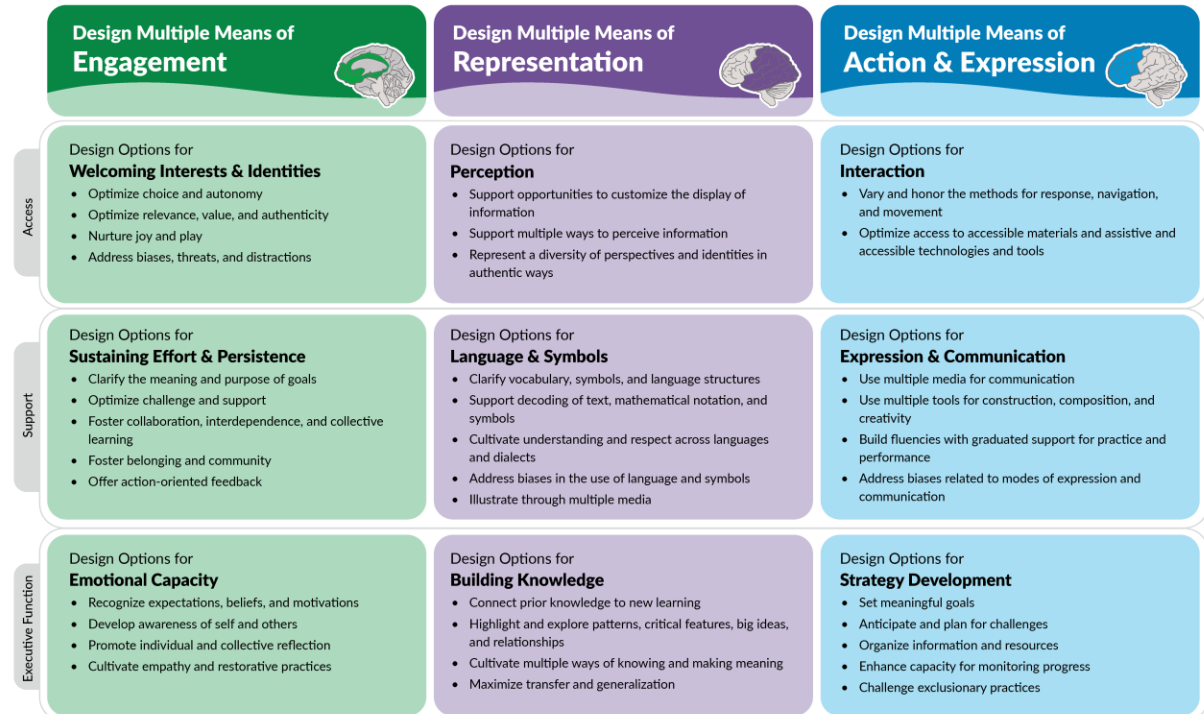 Design Multiple Means of
Engagement
Design Multiple Means of
Representation
Design Multiple Means of
Action & Expression
Access
Design Options for
Welcoming Interests & Identities
• Optimize choice and autonomy
• Optimize relevance, value, and authenticity
• Nurture joy and play
• Address biases, threats, and distractions
Design Options for
Perception
• Support opportunities to customize the display of
information
• Support multiple ways to perceive information
• Represent a diversity of perspectives and identities in
authentic ways
Design Options for
Interaction
• Vary and honor the methods for response, navigation,
and movement
• Optimize access to accessible materials and assistive and
accessible technologies and tools
Support
Design Options for
Sustaining Effort & Persistence
• Clarify the meaning and purpose of goals
• Optimize challenge and support
• Foster collaboration, interdependence, and collective
learning
• Foster belonging and community
• Offer action-oriented feedback
Design Options for
Language & Symbols
• Clarify vocabulary, symbols, and language structures
• Support decoding of text, mathematical notation, and
symbols
• Cultivate understanding and respect across languages
and dialects
• Address biases in the use of language and symbols
• Illustrate through multiple media
Design Options for
Expression & Communication
• Use multiple media for communication
• Use multiple tools for construction, composition, and
creativity
• Build fluencies with graduated support for practice and
performance
• Address biases related to modes of expression and
communication
Executive Function
Design Options for
Emotional Capacity
• Recognize expectations, beliefs, and motivations
• Develop awareness of self and others
• Promote individual and collective reflection
• Cultivate empathy and restorative practices
Design Options for
Building Knowledge
• Connect prior knowledge to new learning
• Highlight and explore patterns, critical features, big ideas,
and relationships
• Cultivate multiple ways of knowing and making meaning
• Maximize transfer and generalization
Design Options for
Strategy Development
• Set meaningful goals
• Anticipate and plan for challenges
• Organize information and resources
• Enhance capacity for monitoring progress
• Challenge exclusionary practices